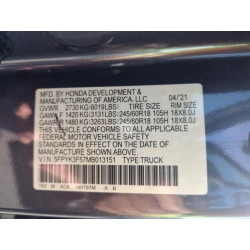 MFD. BY HONDA DEVELOPMENT & 04/21
MANUFACTURING OF AMERICA, LLC
GVWR 2730 KG(6019LBS) TIRE SIZE RIM SIZE
GAWR F 1420 KG(3131LBS) 245/60R18 105H 18X8.0J
GAWR R 1480 KG(3263LBS) 245/60R18 105H 18X8.0J
THIS VEHICLE CONFORMS TO ALL APPLICABLE
FEDERAL MOTOR VEHICLE SAFETY STANDARDS
IN EFFECT ON THE DATE OF MANUFACTURE
SHOWN ABOVE.
V.I.N: 5FPYK3F57MB013151 TYPE:TRUCK